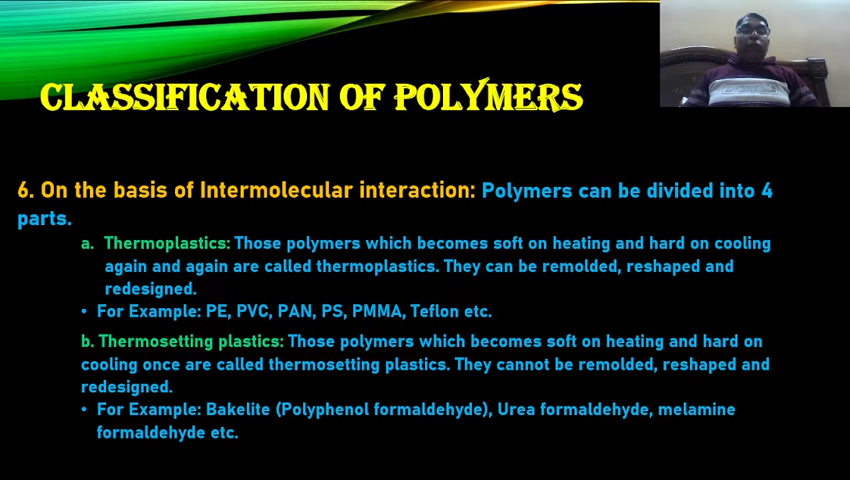 CLASSIFICATION OF POLYMERS
6. On the basis of Intermolecular interaction: Polymers can be divided into 4
parts.
a. Thermoplastics: Those polymers which becomes soft on heating and hard on cooling
again and again are called thermoplastics. They can be remolded, reshaped and
redesigned.
• For Example: PE, PVC, PAN, PS, PMMA, Teflon etc.
b. Thermosetting plastics: Those polymers which becomes soft on heating and hard on
cooling once are called thermosetting plastics. They cannot be remolded, reshaped and
redesigned.
• For Example: Bakelite (Polyphenol formaldehyde), Urea formaldehyde, melamine
formaldehyde etc.